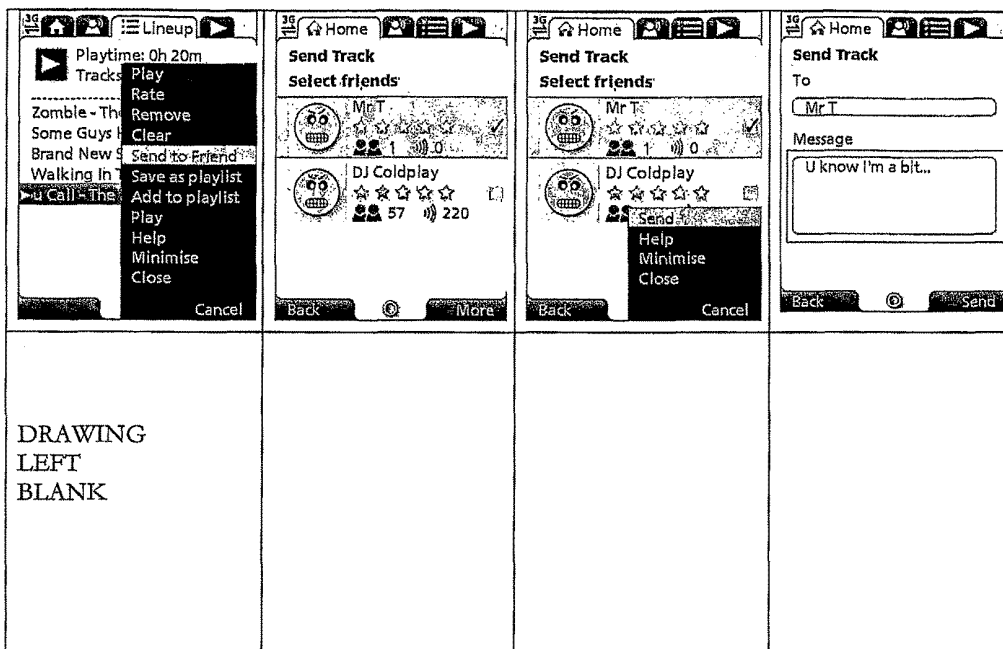 3G
Lineup
Playtime: 0h 20m
Tracks
Zombie - The
Some Guys H
Brand New S
Walking In T
u Call - The
Play
Rate
Remove
Clear
Send to Friend
Save as playlist
Add to playlist
Play
Help
Minimise
Close
Cancel
3G
Home
Send Track
Select friends
Mr T
1 0
DJ Coldplay
57 220
Back
More
3G
Home
Send Track
Select friends
Mr T
1 0
DJ Coldplay
Send
Help
Minimise
Close
Back
Cancel
3G
Home
Send Track
To
Mr T
Message
U know I'm a bit...
Back
Send
DRAWING
LEFT
BLANK